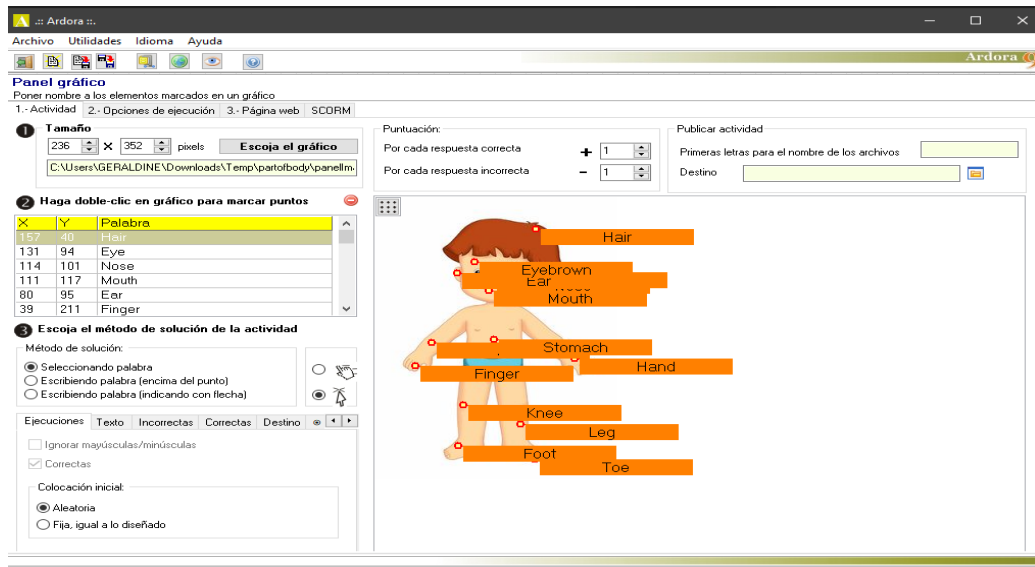 .:: Ardora ::.
Archivo Utilidades Idioma Ayuda
Ardora
Panel gráfico
Poner nombre a los elementos marcados en un gráfico
1.- Actividad 2.- Opciones de ejecución 3.- Página web SCORM
1 Tamaño
236 X 352 pixels Escoja el gráfico
C:\Users\GERALDINE\Downloads\Temp\partofbody\panellm
Puntuación:
Por cada respuesta correcta + 1
Por cada respuesta incorrecta - 1
Publicar actividad
Primeras letras para el nombre de los archivos
Destino
2 Haga doble-clic en gráfico para marcar puntos
X Y Palabra
157 40 Hair
131 94 Eye
114 101 Nose
111 117 Mouth
80 95 Ear
39 211 Finger
3 Escoja el método de solución de la actividad
Método de solución:
Seleccionando palabra
Escribiendo palabra (encima del punto)
Escribiendo palabra (indicando con flecha)
Ejecuciones Texto Incorrectas Correctas Destino
Ignorar mayúsculas/minúsculas
Correctas
Colocación inicial:
Aleatoria
Fija, igual a lo diseñado
Hair
Eyebrown
Ear
Mouth
Stomach
Hand
Finger
Knee
Leg
Foot
Toe